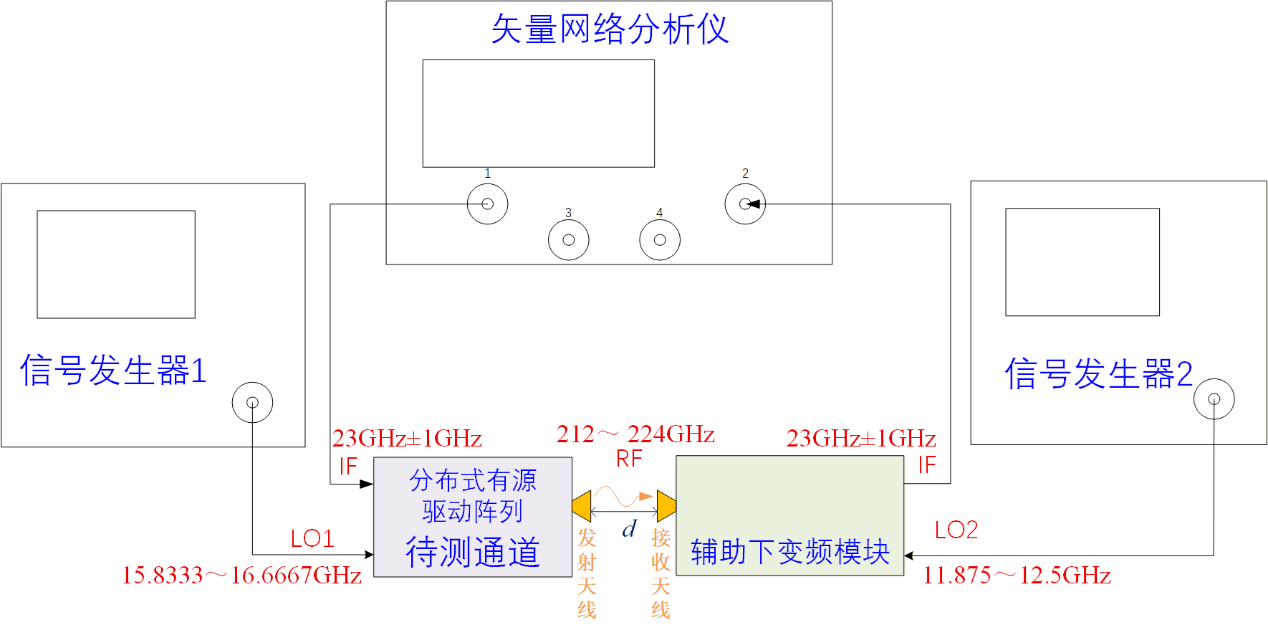 矢量网络分析仪
1
2
3
4
信号发生器1
信号发生器2
23GHz±1GHz
IF
212～224GHz
RF
23GHz±1GHz
IF
分布式有源
驱动阵列
待测通道
d
发射天线
接收天线
辅助下变频模块
LO1
15.8333～16.6667GHz
LO2
11.875～12.5GHz